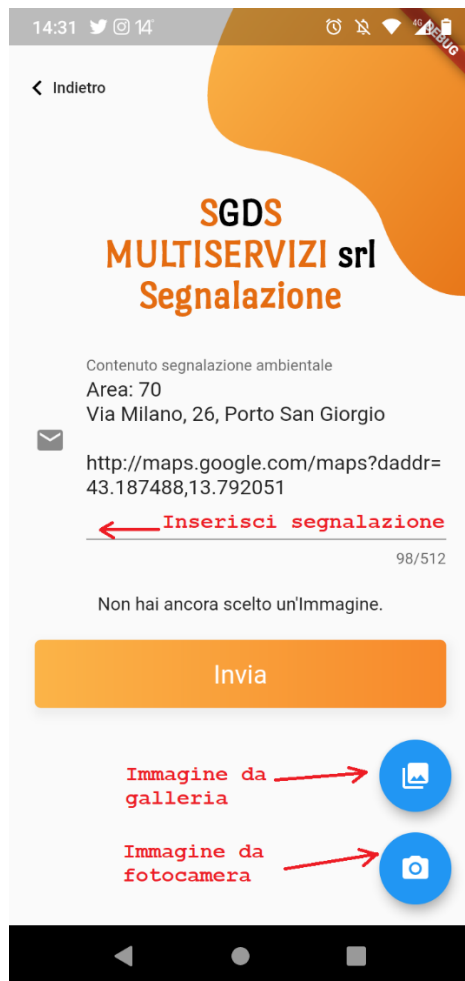 14:31 14°
4G
DEBUG
Indietro
SGDS
MULTISERVIZI srl
Segnalazione
Contenuto segnalazione ambientale
Area: 70
Via Milano, 26, Porto San Giorgio
http://maps.google.com/maps?daddr=
43.187488,13.792051
Inserisci segnalazione
98/512
Non hai ancora scelto un'Immagine.
Invia
Immagine da
galleria
Immagine da
fotocamera